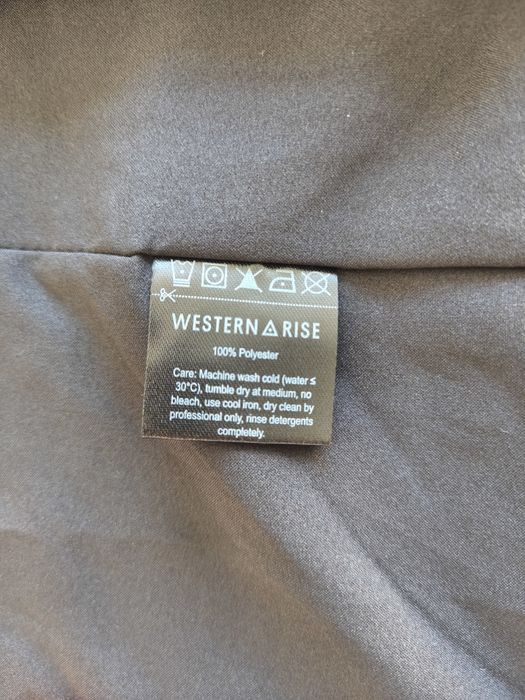 WESTERN RISE
100% Polyester
Care: Machine wash cold (water ≤
30°C), tumble dry at medium, no
bleach, use cool iron, dry clean by
professional only, rinse detergents
completely.